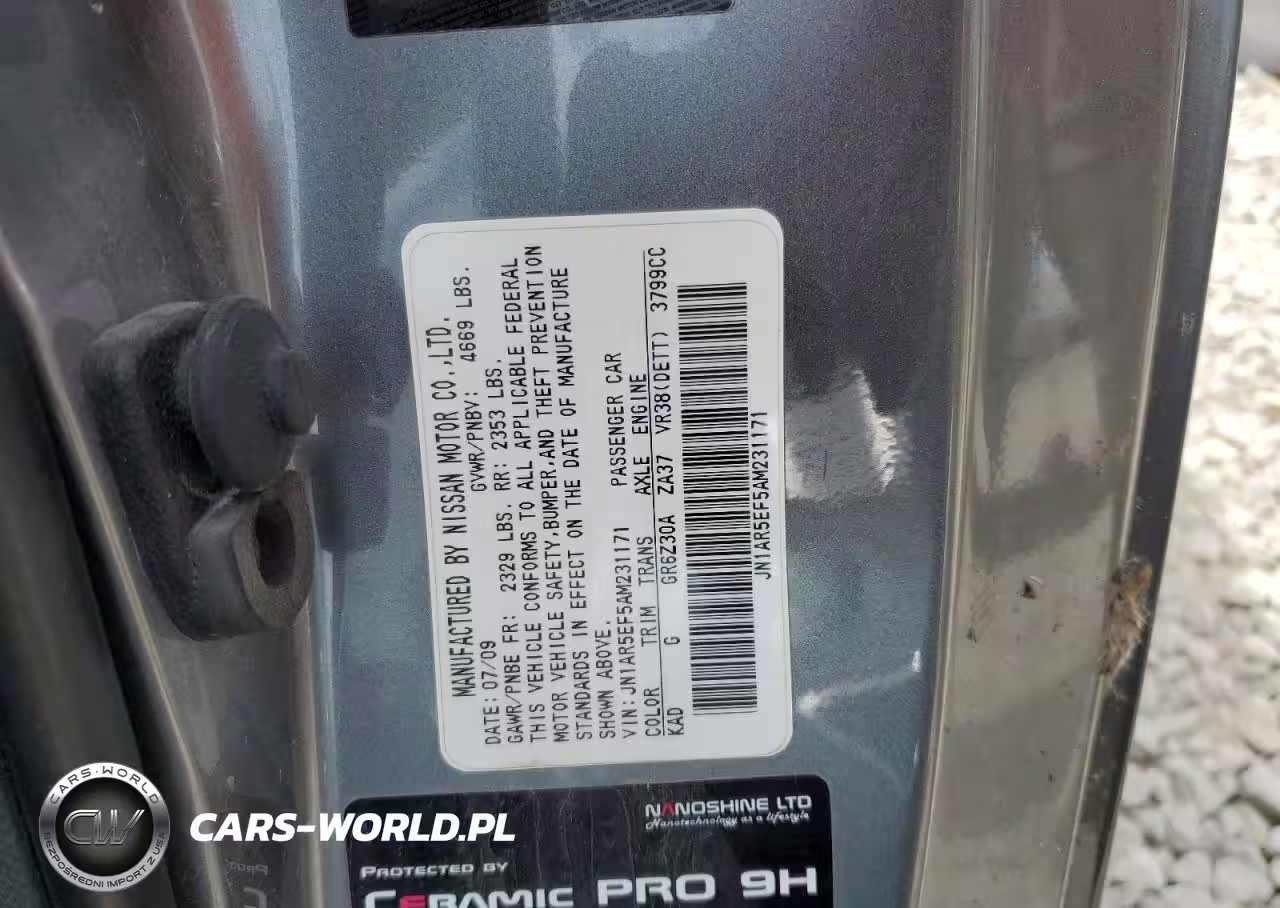 MANUFACTURED BY NISSAN MOTOR CO.,LTD.
DATE:07/09 GVWR/PNBV: 4669 LBS.
GAWR/PNBE FR: 2329 LBS. RR: 2353 LBS.
THIS VEHICLE CONFORMS TO ALL APPLICABLE FEDERAL
MOTOR VEHICLE SAFETY,BUMPER,AND THEFT PREVENTION
STANDARDS IN EFFECT ON THE DATE OF MANUFACTURE
SHOWN ABOVE.
VIN:JN1AR5EF5AM231171 PASSENGER CAR
COLOR TRIM TRANS AXLE ENGINE
KAD G GR6Z30A ZA37 VR38(DETT) 3799CC
JN1AR5EF5AM231171
NANOSHINE LTD
Nanotechnology as a lifestyle
PROTECTED BY
CERAMIC PRO 9H
CARS-WORLD
CW
BEZPOŚREDNI IMPORT Z USA
CARS-WORLD.PL